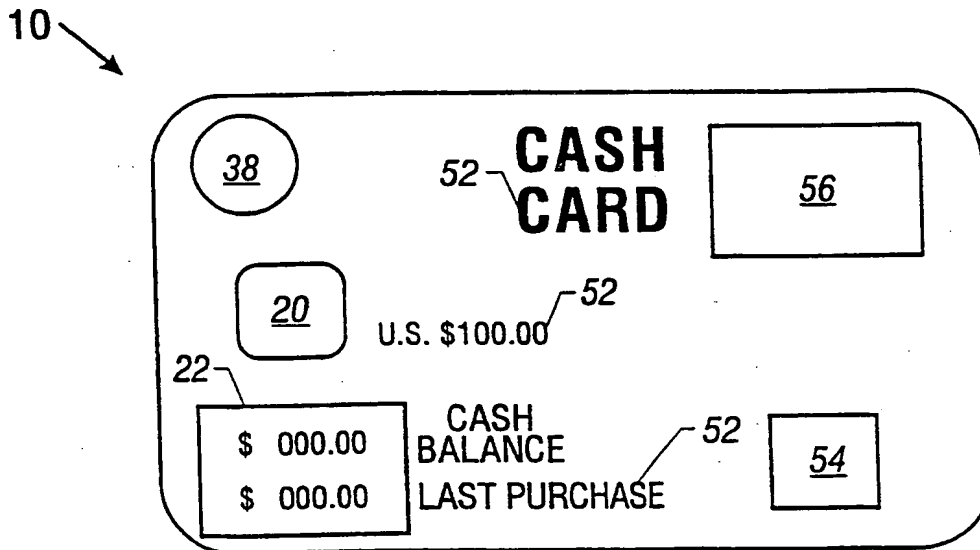 10
38
CASH
52
CARD
56
20
52
U.S. $100.00
22
$ 000.00
CASH
BALANCE
$ 000.00
LAST PURCHASE
52
54